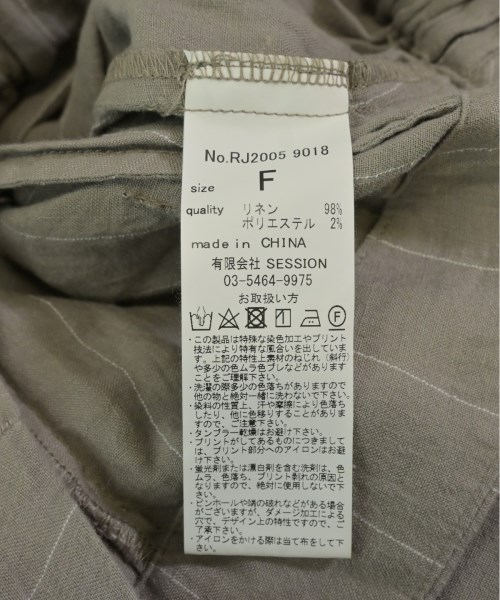 No.RJ2005 9018
size F
quality リネン 98%
ポリエステル 2%
made in CHINA
有限会社 SESSION
03-5464-9975
お取扱い方
F
・この製品は特殊な染色加工やプリント
技法により特有な風合いを出していま
す。上記の特性上素材のねじれ(斜行)
や多少の色ムラ色ブレなどがあります
ことをご理解下さい。
・洗濯の際多少の色落ちがありますので
他の物と絶対一緒に洗わないで下さい。
・染料の性質上、汗や摩擦により色落ち
したり、他に色移りすることがありま
すので、ご注意下さい。
・タンブラー乾燥はお避け下さい。
・プリントがしてあるものにつきまして
は、プリント部分へのアイロンはお避
け下さい。
・蛍光剤または漂白剤を含む洗剤は、色
ムラ、色落ち、プリント剥れの原因と
なりますので、絶対に使用しないで下
さい。
・ピンホールや靖の破れなどがある場合
がございますが、ダメージ加工による
穴で、デザイン上の特性ですので、ご
了承下さい。
・アイロンをかける際は当て布をして下
さい。